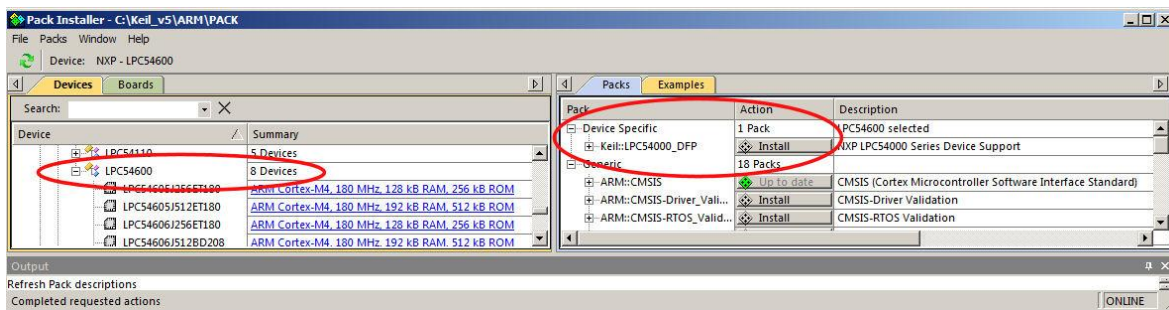 Pack Installer - C:\Keil_v5\ARM\PACK
File Packs Window Help
Device: NXP - LPC54600
Devices Boards
Search:
Device Summary
LPC54110 5 Devices
LPC54600 8 Devices
LPC54605J256ET180 ARM Cortex-M4, 180 MHz, 128 kB RAM, 256 kB ROM
LPC54605J512ET180 ARM Cortex-M4, 180 MHz, 192 kB RAM, 512 kB ROM
LPC54606J256ET180 ARM Cortex-M4, 180 MHz, 128 kB RAM, 256 kB ROM
LPC54606J512BD208 ARM Cortex-M4, 180 MHz, 192 kB RAM, 512 kB ROM
Packs Examples
Pack Action Description
Device Specific 1 Pack LPC54600 selected
Keil::LPC54000_DFP Install NXP LPC54000 Series Device Support
Generic 18 Packs
ARM::CMSIS Up to date CMSIS (Cortex Microcontroller Software Interface Standard)
ARM::CMSIS-Driver_Vali... Install CMSIS-Driver Validation
ARM::CMSIS-RTOS_Valid... Install CMSIS-RTOS Validation
Output
Refresh Pack descriptions
Completed requested actions ONLINE